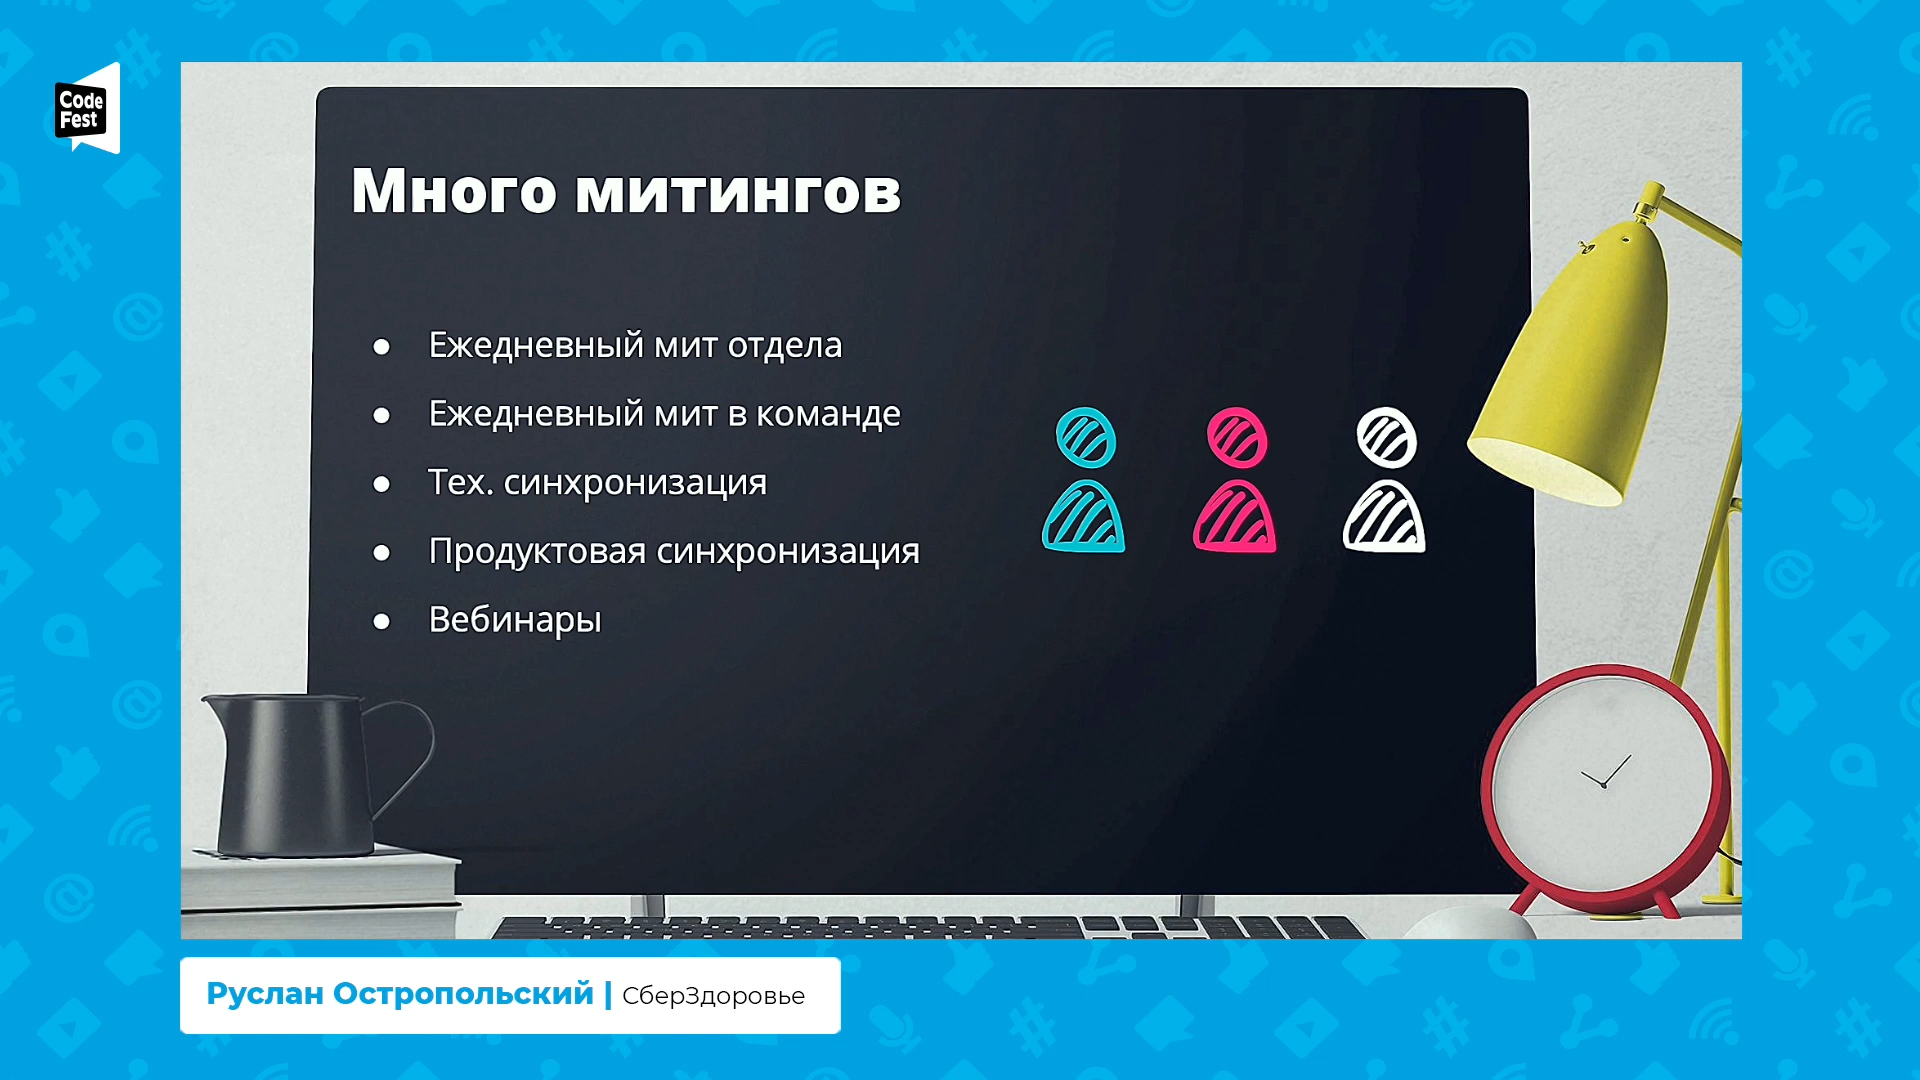 Code
Fest
Много митингов
● Ежедневный мит отдела
● Ежедневный мит в команде
● Тех. синхронизация
● Продуктовая синхронизация
● Вебинары
Руслан Остропольский | СберЗдоровье